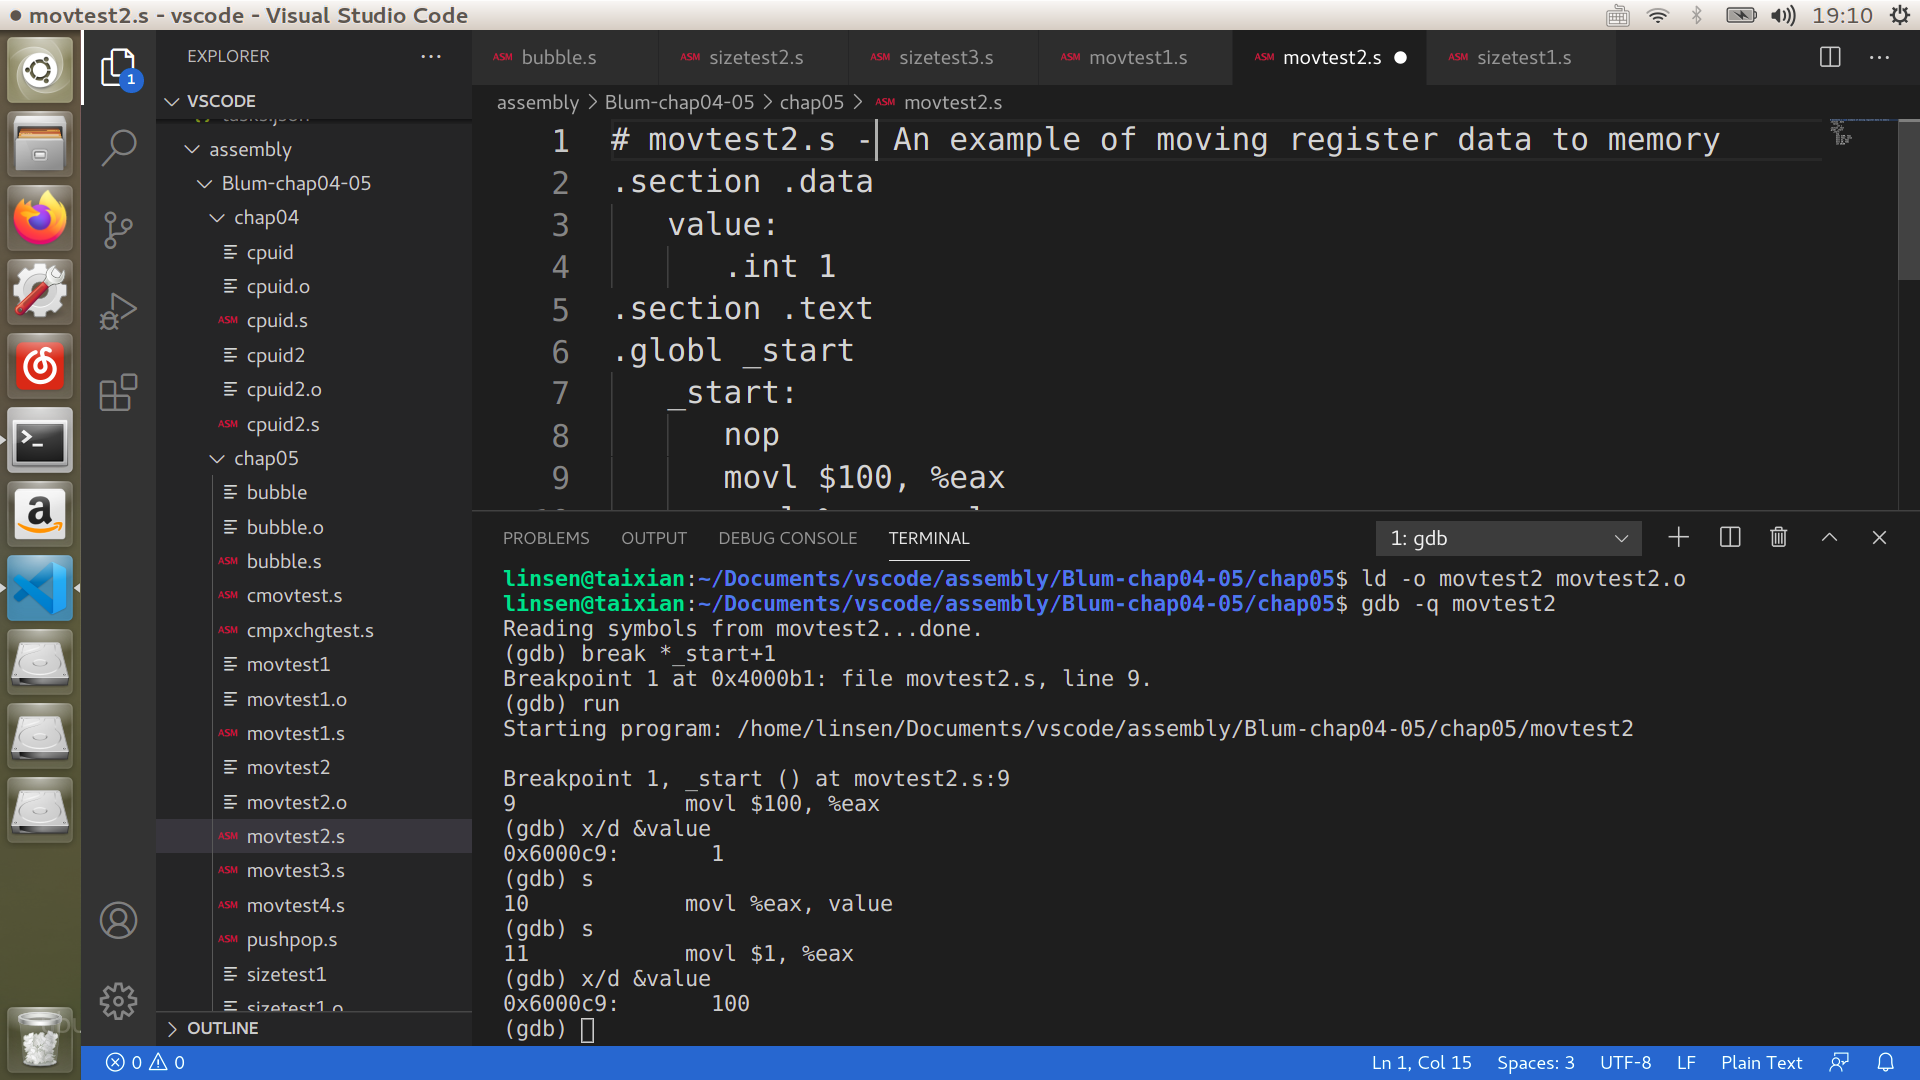 ● movtest2.s - vscode - Visual Studio Code
19:10
EXPLORER
1
VSCODE
tasks.json
assembly
Blum-chap04-05
chap04
cpuid
cpuid.o
ASM cpuid.s
cpuid2
cpuid2.o
ASM cpuid2.s
chap05
bubble
bubble.o
ASM bubble.s
ASM cmovtest.s
ASM cmpxchgtest.s
movtest1
movtest1.o
ASM movtest1.s
movtest2
movtest2.o
ASM movtest2.s
ASM movtest3.s
ASM movtest4.s
ASM pushpop.s
sizetest1
sizetest1.o
OUTLINE
ASM bubble.s ASM sizetest2.s ASM sizetest3.s ASM movtest1.s ASM movtest2.s ● ASM sizetest1.s
assembly > Blum-chap04-05 > chap05 > ASM movtest2.s
1 # movtest2.s - An example of moving register data to memory
2 .section .data
3 value:
4 .int 1
5 .section .text
6 .globl _start
7 _start:
8 nop
9 movl $100, %eax
PROBLEMS OUTPUT DEBUG CONSOLE TERMINAL 1: gdb
linsen@taixian:~/Documents/vscode/assembly/Blum-chap04-05/chap05$ ld -o movtest2 movtest2.o
linsen@taixian:~/Documents/vscode/assembly/Blum-chap04-05/chap05$ gdb -q movtest2
Reading symbols from movtest2...done.
(gdb) break *_start+1
Breakpoint 1 at 0x4000b1: file movtest2.s, line 9.
(gdb) run
Starting program: /home/linsen/Documents/vscode/assembly/Blum-chap04-05/chap05/movtest2
Breakpoint 1, _start () at movtest2.s:9
9 movl $100, %eax
(gdb) x/d &value
0x6000c9: 1
(gdb) s
10 movl %eax, value
(gdb) s
11 movl $1, %eax
(gdb) x/d &value
0x6000c9: 100
(gdb)
0 0 Ln 1, Col 15 Spaces: 3 UTF-8 LF Plain Text